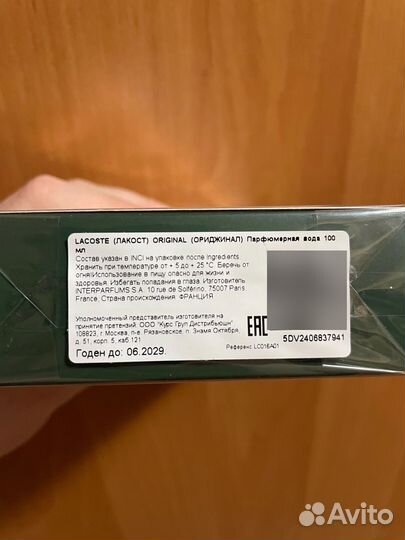 LACOSTE (ЛАКОСТ) ORIGINAL (ОРИДЖИНАЛ) Парфюмерная вода 100
мл
Состав указан в INCI на упаковке после Ingredients.
Хранить при температуре от + 5 до + 25 °C. Беречь от
огня!Использование в пищу опасно для жизни и
здоровья. Избегать попадания в глаза. Изготовитель:
INTERPARFUMS S.A. 10 rue de Solférino, 75007 Paris.
France, Страна происхождения: ФРАНЦИЯ
Уполномоченный представитель изготовителя на
принятие претензий: ООО "Курс Груп Дистрибьюшн"
108823, г. Москва, п-е. Рязановское, п. Знамя Октября,
д. 51, корп. 5, каб.121
Годен до: 06.2029.
EAC
5DV2406837941
Референс: LC016A01
Avito